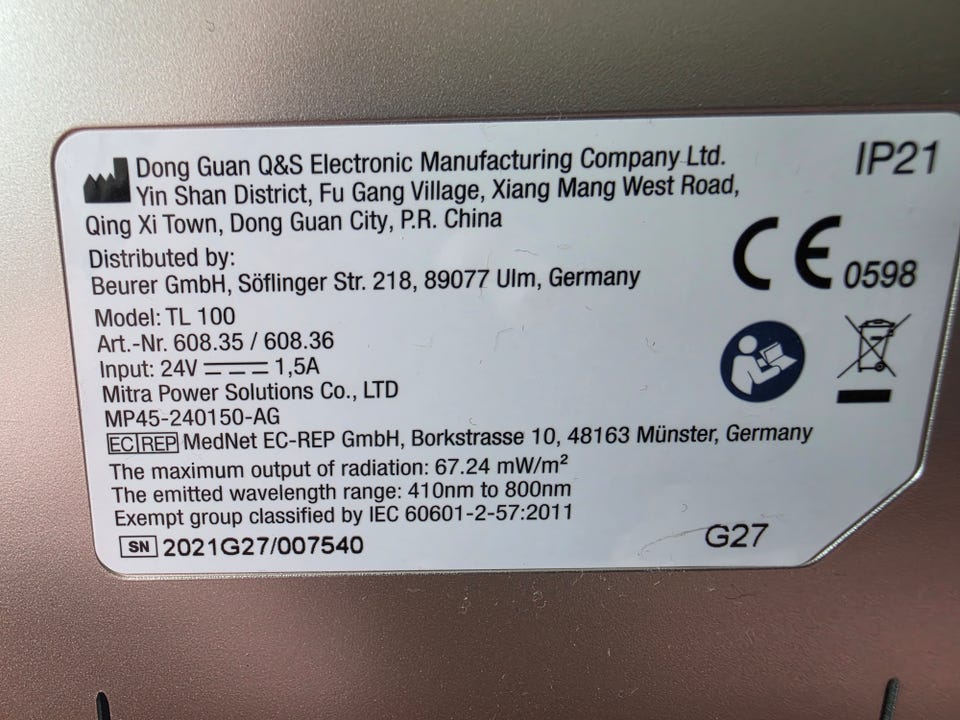 Dong Guan Q&S Electronic Manufacturing Company Ltd.
Yin Shan District, Fu Gang Village, Xiang Mang West Road,
Qing Xi Town, Dong Guan City, P.R. China
IP21
Distributed by:
Beurer GmbH, Söflinger Str. 218, 89077 Ulm, Germany
CE 0598
Model: TL 100
Art.-Nr. 608.35 / 608.36
Input: 24V 1,5A
Mitra Power Solutions Co., LTD
MP45-240150-AG
EC REP MedNet EC-REP GmbH, Borkstrasse 10, 48163 Münster, Germany
The maximum output of radiation: 67.24 mW/m²
The emitted wavelength range: 410nm to 800nm
Exempt group classified by IEC 60601-2-57:2011
SN 2021G27/007540
G27